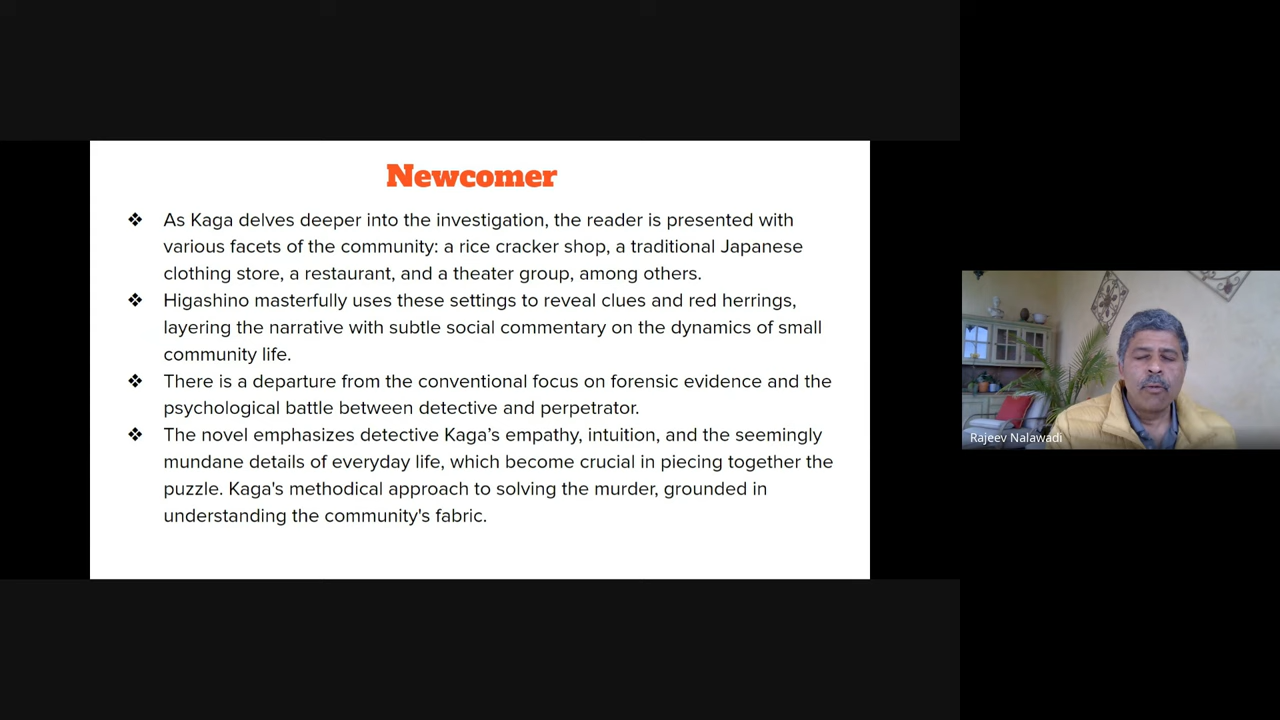 Newcomer
❖ As Kaga delves deeper into the investigation, the reader is presented with
various facets of the community: a rice cracker shop, a traditional Japanese
clothing store, a restaurant, and a theater group, among others.
❖ Higashino masterfully uses these settings to reveal clues and red herrings,
layering the narrative with subtle social commentary on the dynamics of small
community life.
❖ There is a departure from the conventional focus on forensic evidence and the
psychological battle between detective and perpetrator.
❖ The novel emphasizes detective Kaga’s empathy, intuition, and the seemingly
mundane details of everyday life, which become crucial in piecing together the
puzzle. Kaga's methodical approach to solving the murder, grounded in
understanding the community's fabric.
Rajeev Nalawadi